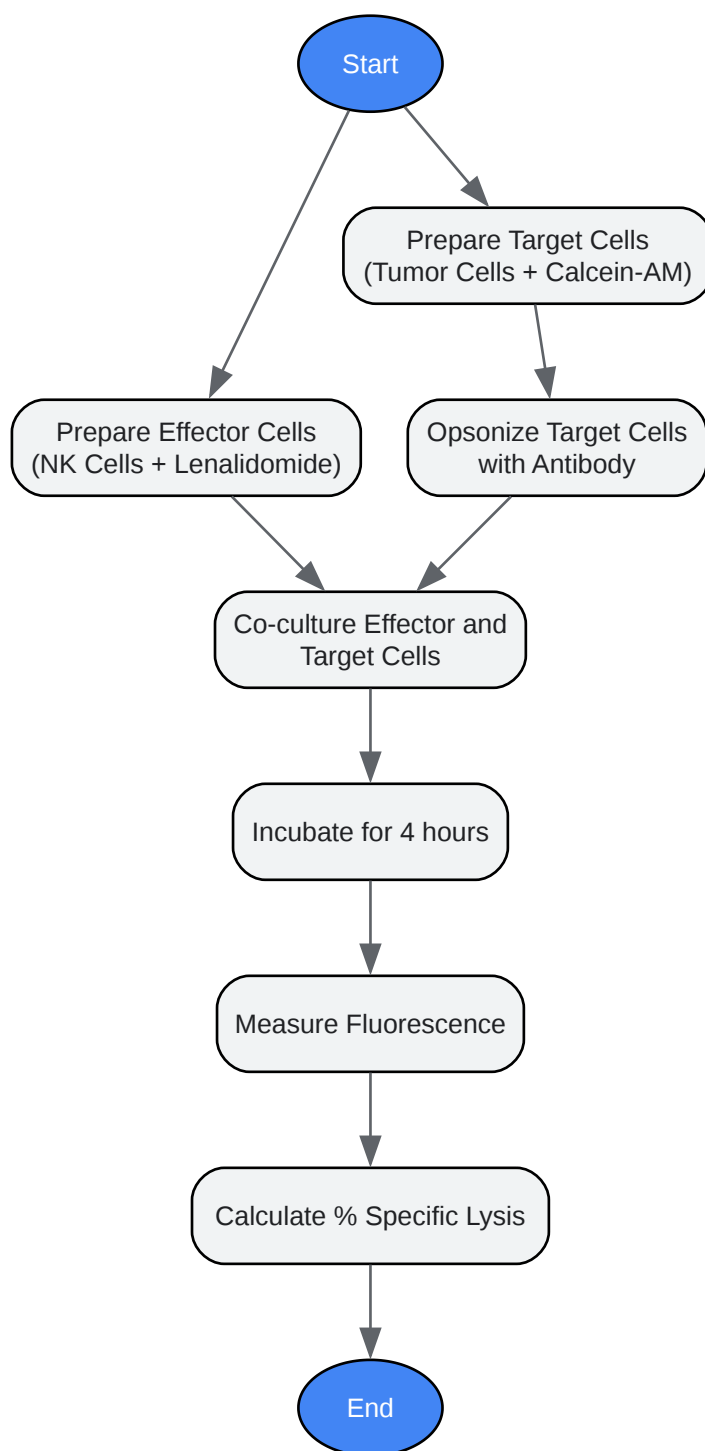 Start
Prepare Target Cells
(Tumor Cells + Calcein-AM)
Prepare Effector Cells
(NK Cells + Lenalidomide)
Opsonize Target Cells
with Antibody
Co-culture Effector and
Target Cells
Incubate for 4 hours
Measure Fluorescence
Calculate % Specific Lysis
End